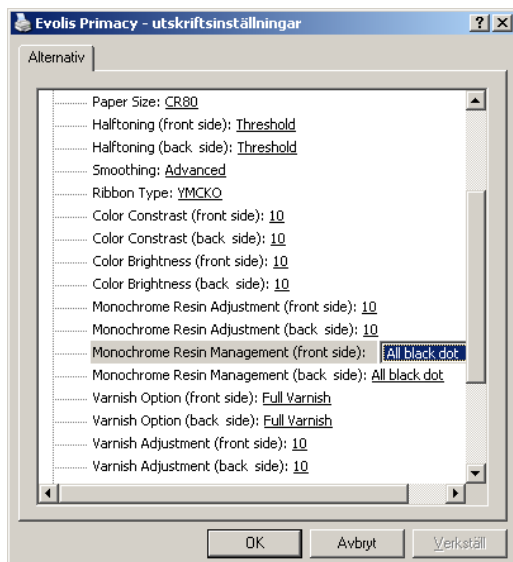 Evolis Primacy - utskriftsinställningar
Alternativ
Paper Size: CR80
Halftoning (front side): Threshold
Halftoning (back side): Threshold
Smoothing: Advanced
Ribbon Type: YMCKO
Color Constrast (front side): 10
Color Constrast (back side): 10
Color Brightness (front side): 10
Color Brightness (back side): 10
Monochrome Resin Adjustment (front side): 10
Monochrome Resin Adjustment (back side): 10
Monochrome Resin Management (front side): All black dot
Monochrome Resin Management (back side): All black dot
Varnish Option (front side): Full Varnish
Varnish Option (back side): Full Varnish
Varnish Adjustment (front side): 10
Varnish Adjustment (back side): 10
OK Avbryt Verkställ